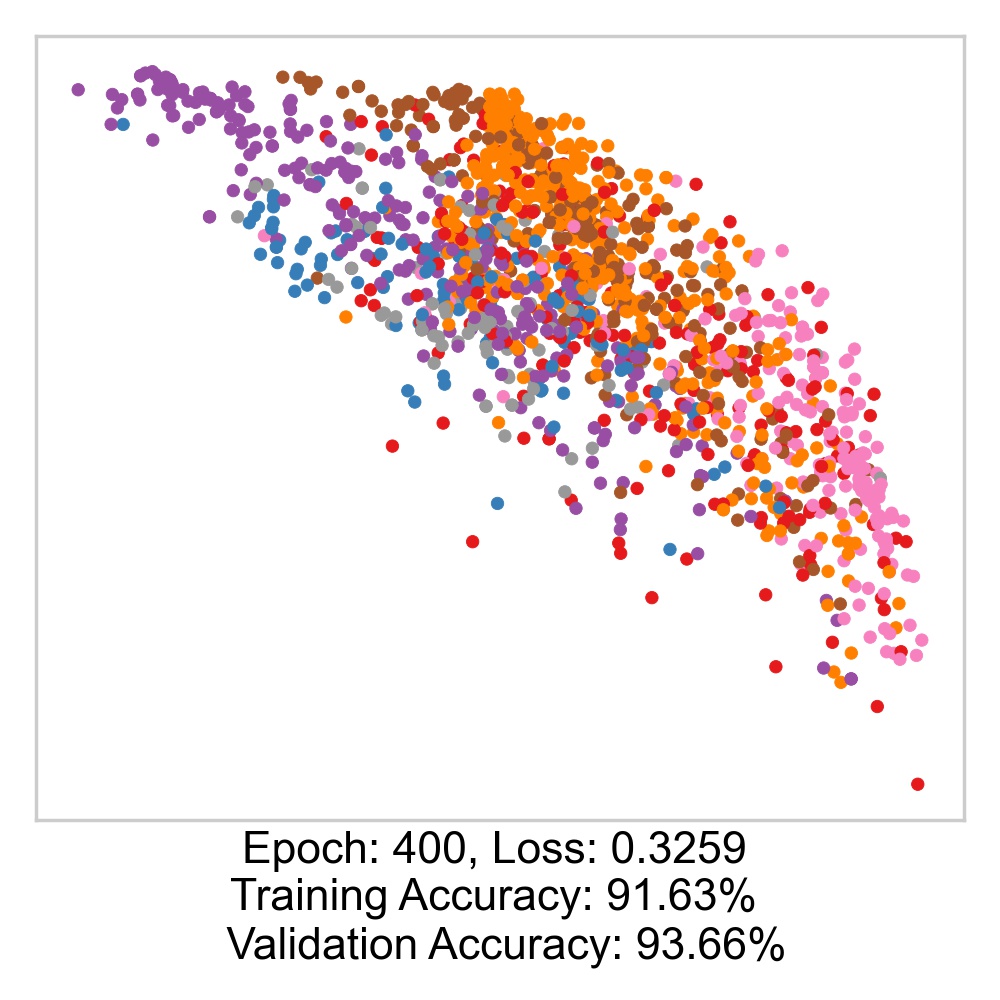 Epoch: 400, Loss: 0.3259
Training Accuracy: 91.63%
Validation Accuracy: 93.66%